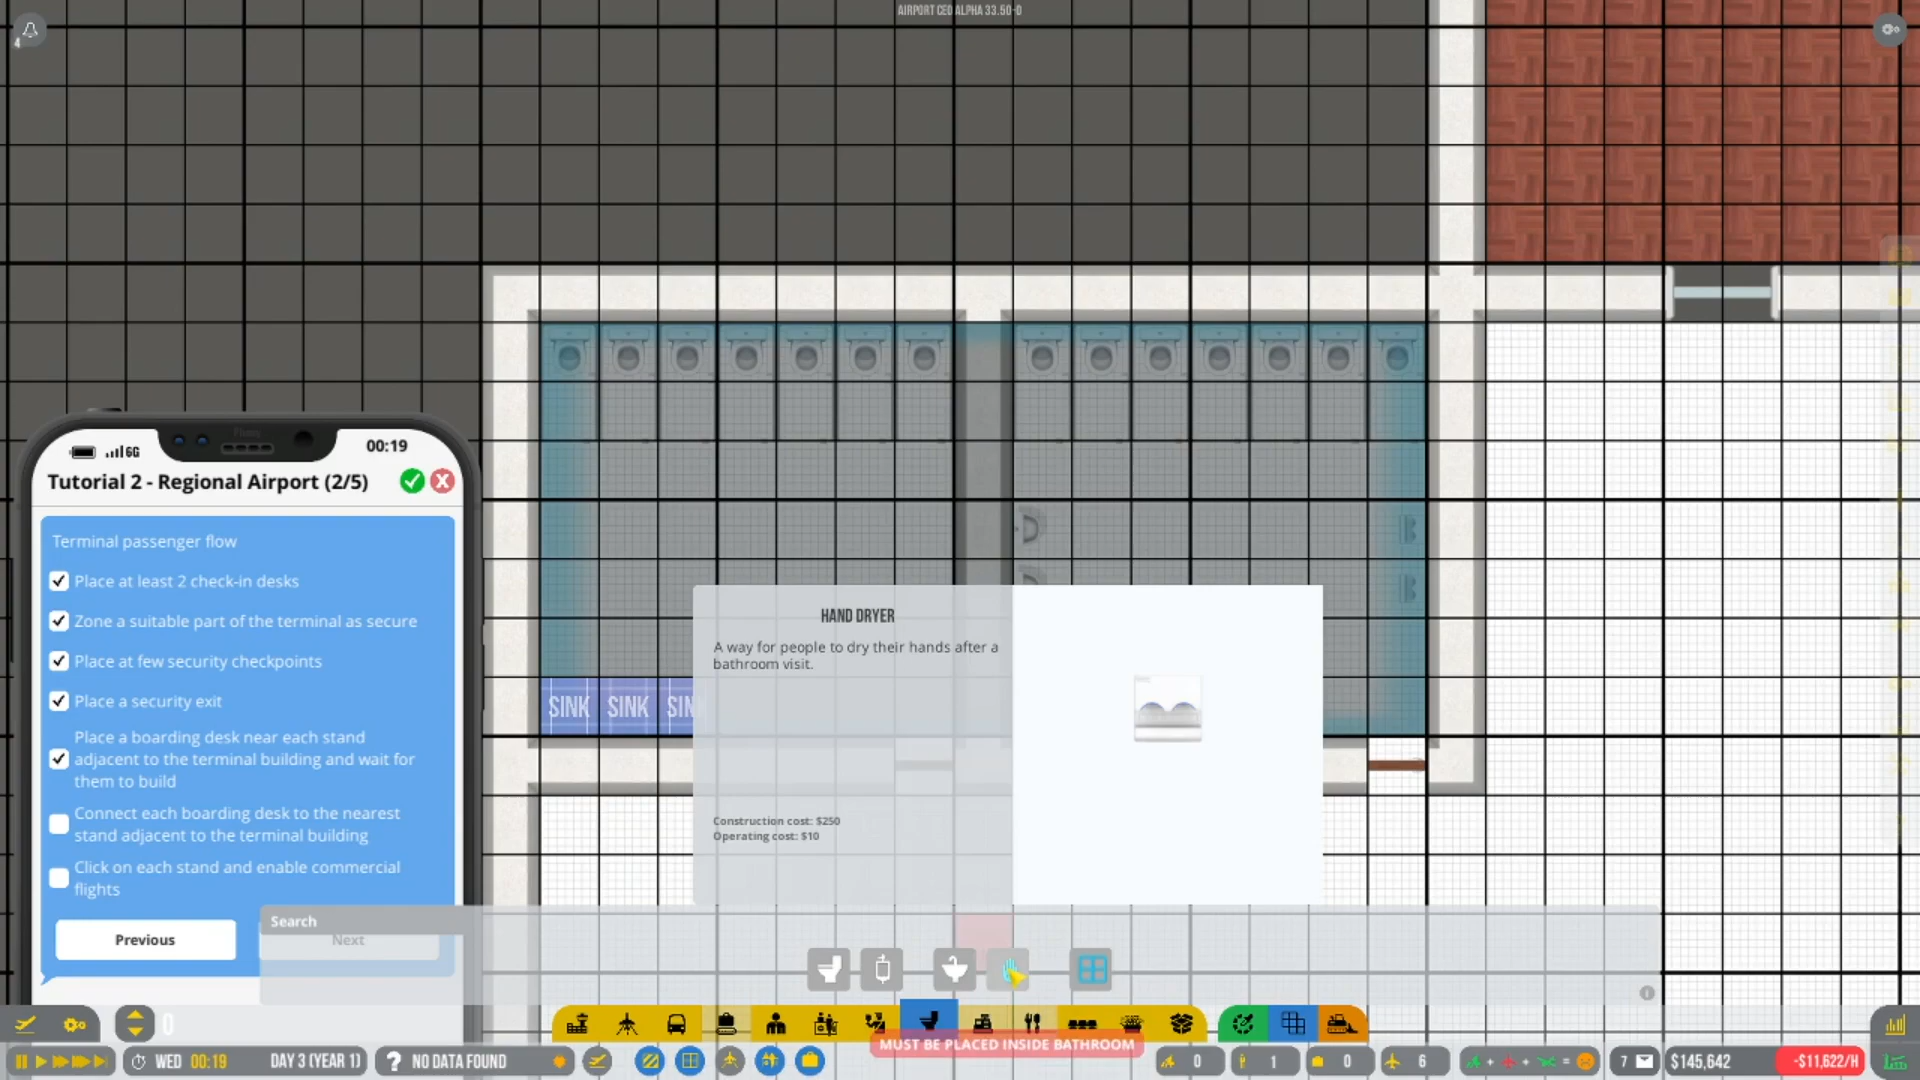 AIRPORT CEO ALPHA 33.50-0
4
6G
00:19
Tutorial 2 - Regional Airport (2/5)
Terminal passenger flow
Place at least 2 check-in desks
Zone a suitable part of the terminal as secure
Place at few security checkpoints
Place a security exit
Place a boarding desk near each stand
adjacent to the terminal building and wait for
them to build
Connect each boarding desk to the nearest
stand adjacent to the terminal building
Click on each stand and enable commercial
flights
Previous
Next
Search
SINK SINK SIN
HAND DRYER
A way for people to dry their hands after a
bathroom visit.
Construction cost: $250
Operating cost: $10
0
MUST BE PLACED INSIDE BATHROOM
WED 00:19 DAY 3 (YEAR 1)
? NO DATA FOUND
0 1 0 6
+ + =
7 $145,642 -$11,622/H